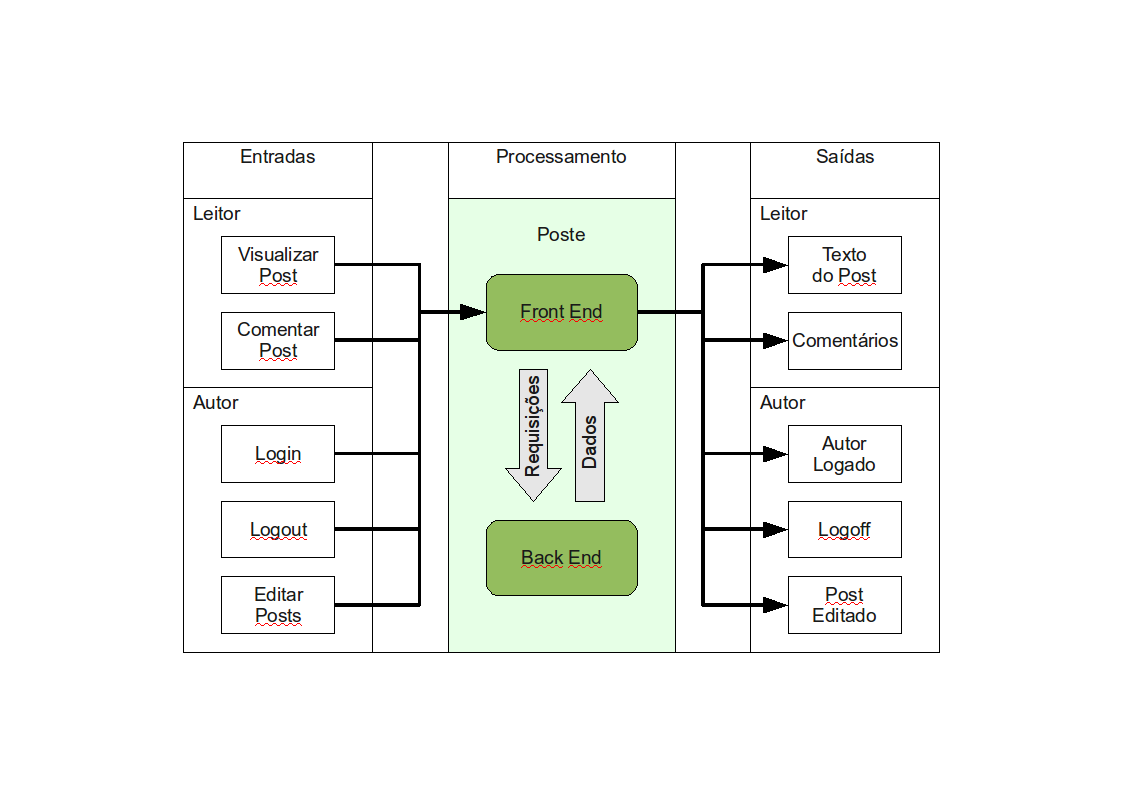 Entradas
Processamento
Saídas
Leitor
Visualizar
Post
Comentar
Post
Autor
Login
Logout
Editar
Posts
Poste
Front End
Requisições
Dados
Back End
Leitor
Texto
do Post
Comentários
Autor
Autor
Logado
Logoff
Post
Editado